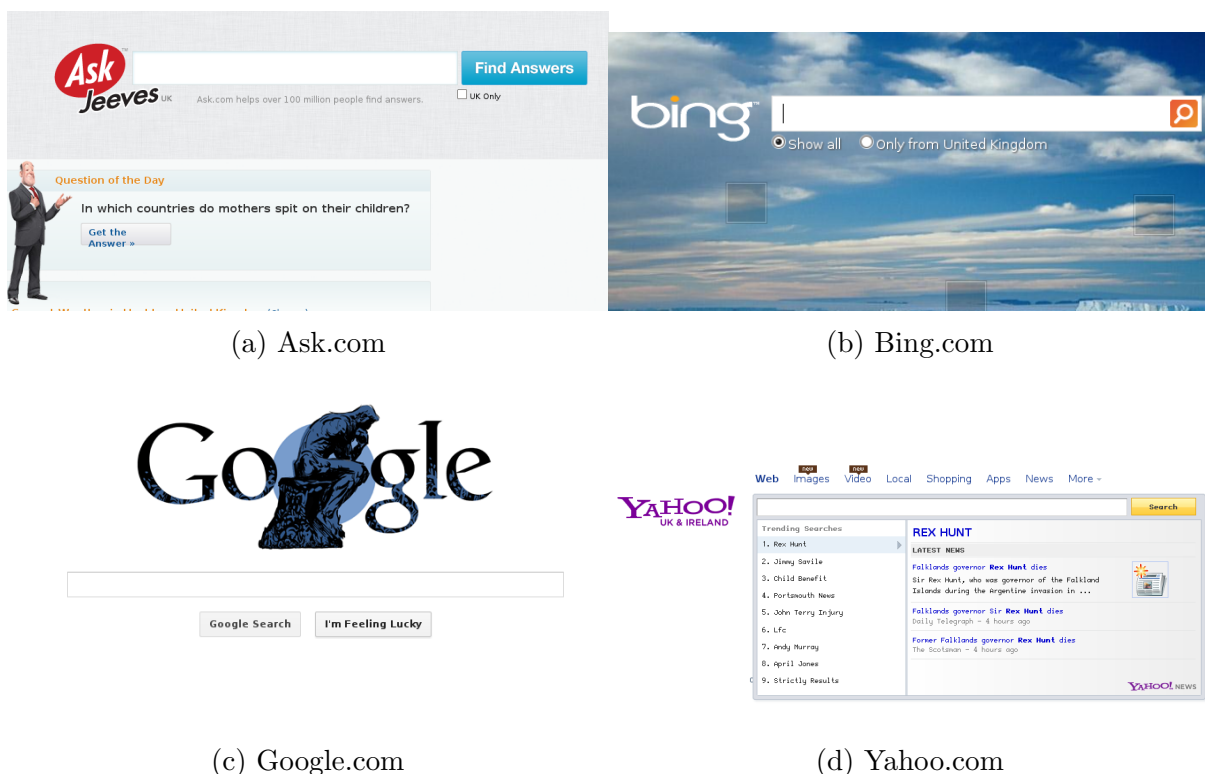 Ask ™
Jeeves UK
Find Answers
Ask.com helps over 100 million people find answers.
UK Only
Question of the Day
In which countries do mothers spit on their children?
Get the
Answer »
bing™
Show all Only from United Kingdom
(a) Ask.com
(b) Bing.com
Google
Google Search I'm Feeling Lucky
new new
Web Images Video Local Shopping Apps News More
YAHOO!
UK & IRELAND
Search
Trending Searches
1. Rex Hunt
2. Jimmy Savile
3. Child Benefit
4. Portsmouth News
5. John Terry Injury
6. Lfc
7. Andy Murray
8. April Jones
9. Strictly Results
REX HUNT
LATEST NEWS
Falklands governor Rex Hunt dies
Sir Rex Hunt, who was governor of the Falkland
Islands during the Argentine invasion in ...
Falklands governor Sir Rex Hunt dies
Daily Telegraph - 4 hours ago
Former Falklands governor Rex Hunt dies
The Scotsman - 4 hours ago
YAHOO! NEWS
(c) Google.com
(d) Yahoo.com